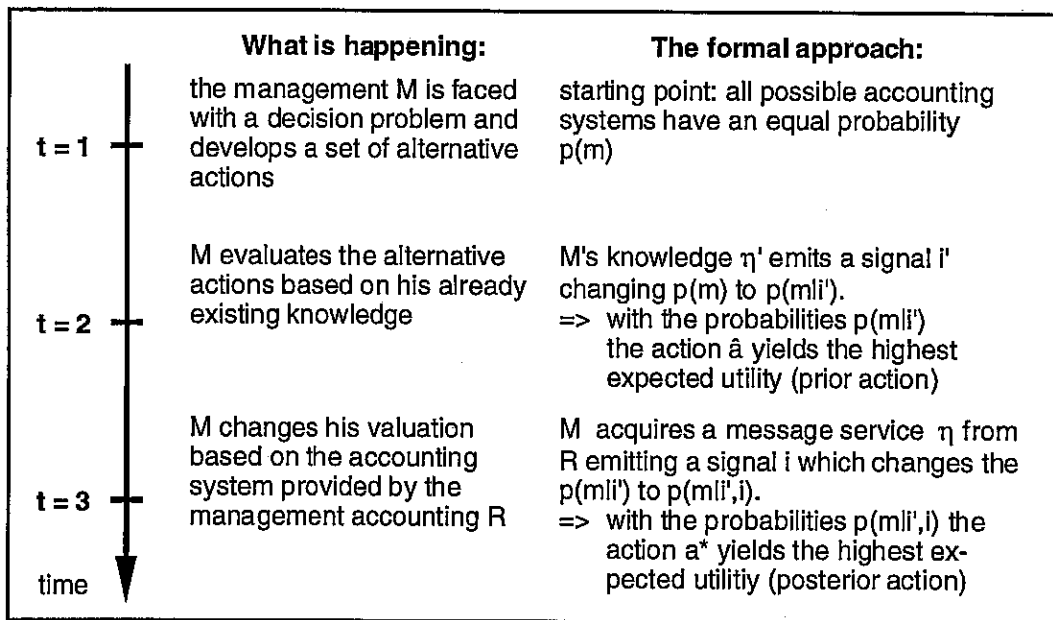 What is happening:
The formal approach:
t = 1
the management M is faced
with a decision problem and
develops a set of alternative
actions
starting point: all possible accounting
systems have an equal probability
p(m)
t = 2
M evaluates the alternative
actions based on his already
existing knowledge
M's knowledge η' emits a signal i'
changing p(m) to p(mli').
=> with the probabilities p(mli')
the action â yields the highest
expected utility (prior action)
t = 3
M changes his valuation
based on the accounting
system provided by the
management accounting R
M acquires a message service η from
R emitting a signal i which changes the
p(mli') to p(mli',i).
=> with the probabilities p(mli',i) the
action a* yields the highest ex-
pected utilitiy (posterior action)
time